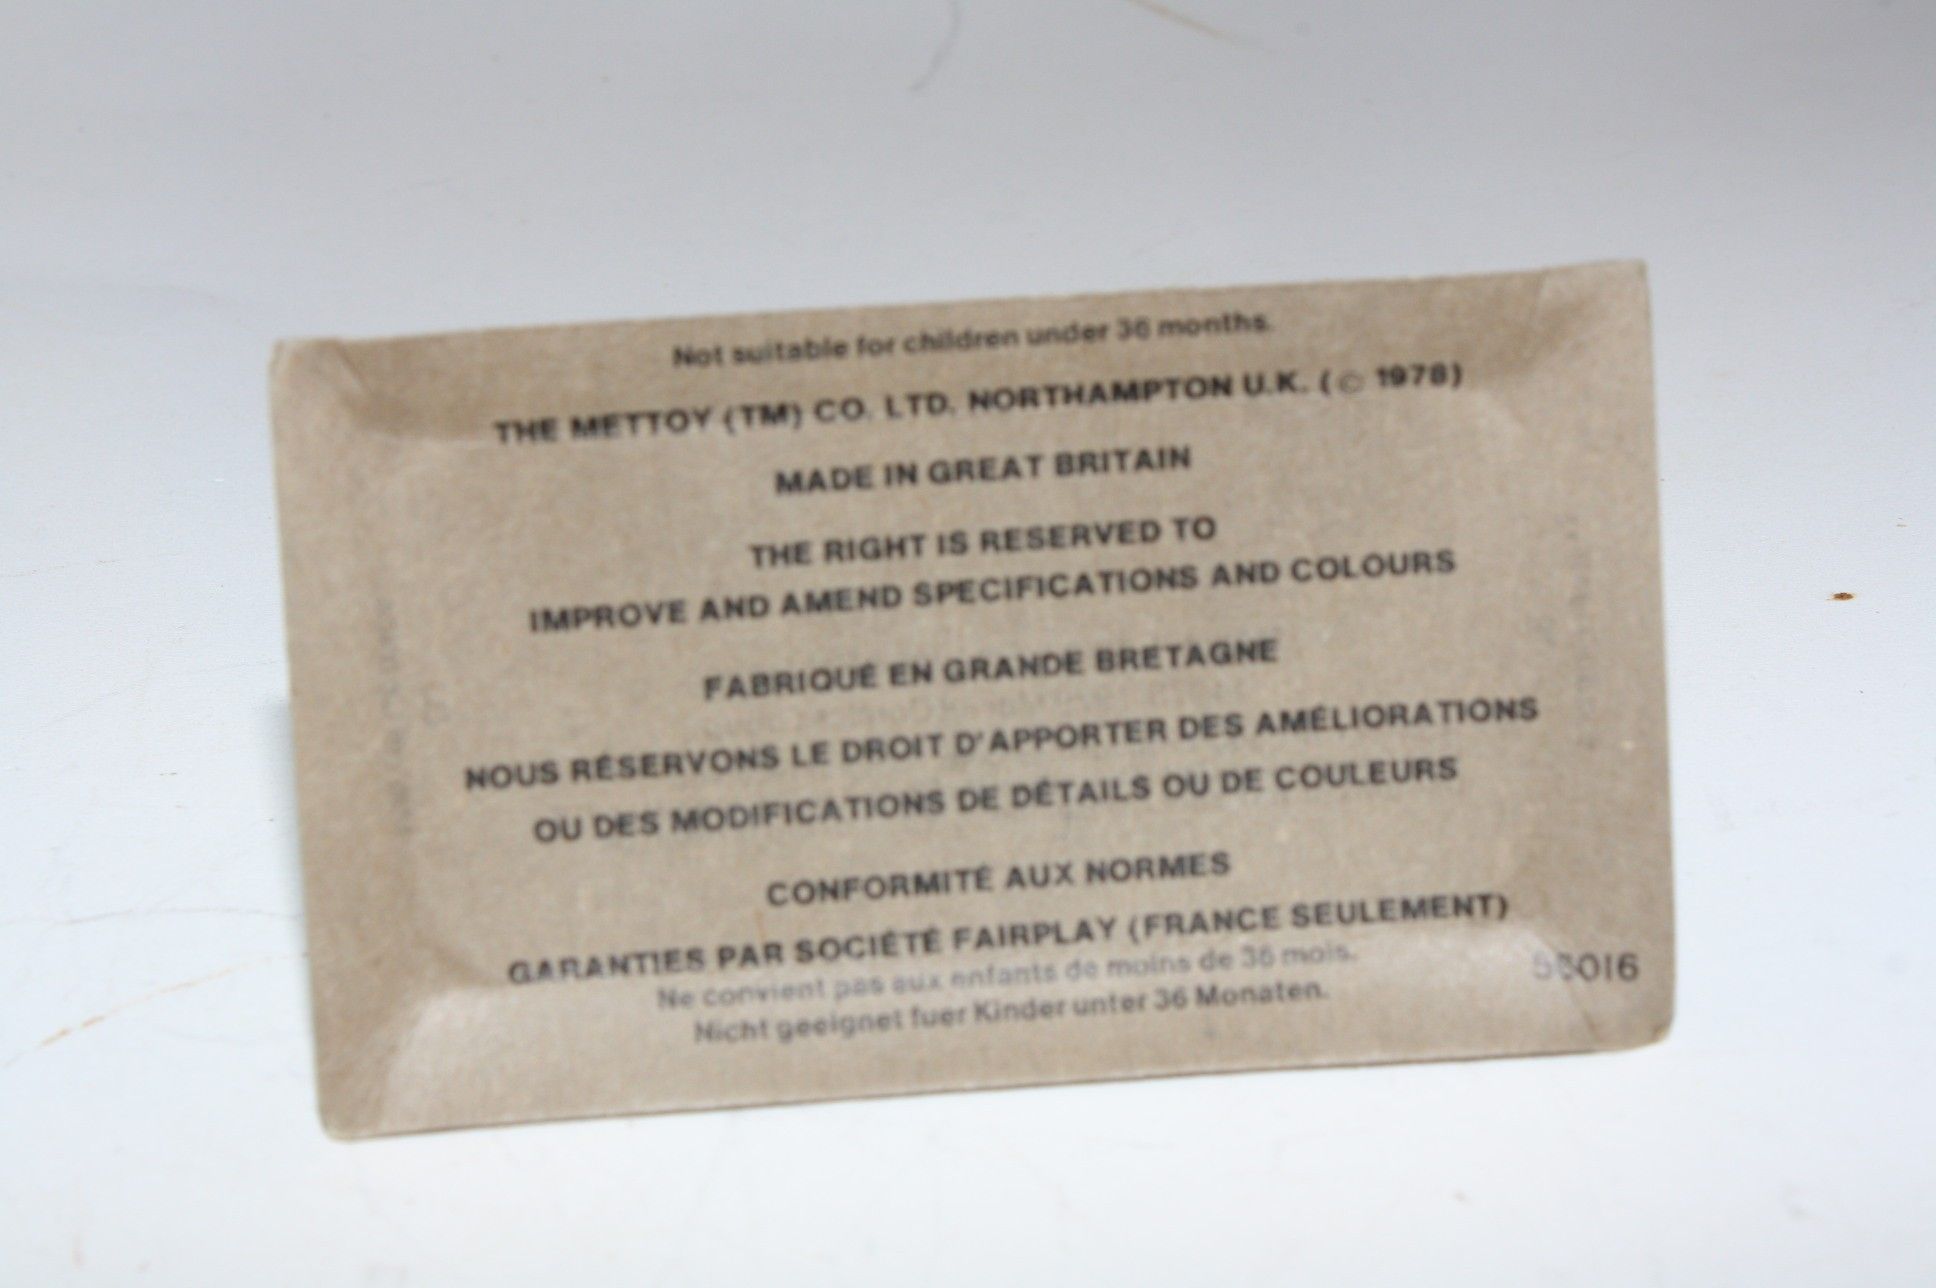 Not suitable for children under 36 months.
THE METTOY (TM) CO. LTD. NORTHAMPTON U.K. (© 1978)
MADE IN GREAT BRITAIN
THE RIGHT IS RESERVED TO
IMPROVE AND AMEND SPECIFICATIONS AND COLOURS
FABRIQUÉ EN GRANDE BRETAGNE
NOUS RÉSERVONS LE DROIT D'APPORTER DES AMÉLIORATIONS
OU DES MODIFICATIONS DE DÉTAILS OU DE COULEURS
CONFORMITÉ AUX NORMES
GARANTIES PAR SOCIÉTÉ FAIRPLAY (FRANCE SEULEMENT)
Ne convient pas aux enfants de moins de 36 mois.
Nicht geeignet fuer Kinder unter 36 Monaten.